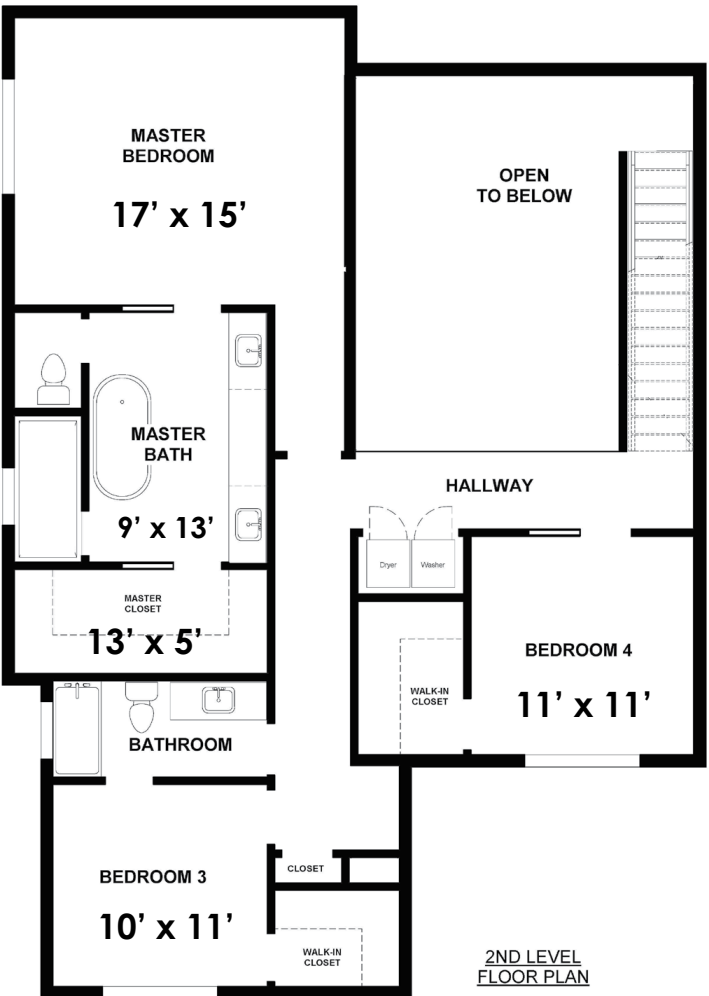 MASTER
BEDROOM
17’ x 15’
OPEN
TO BELOW
MASTER
BATH
9’ x 13’
HALLWAY
Dryer
Washer
MASTER
CLOSET
13’ x 5’
BEDROOM 4
11’ x 11’
WALK-IN
CLOSET
BATHROOM
CLOSET
BEDROOM 3
10’ x 11’
WALK-IN
CLOSET
2ND LEVEL
FLOOR PLAN